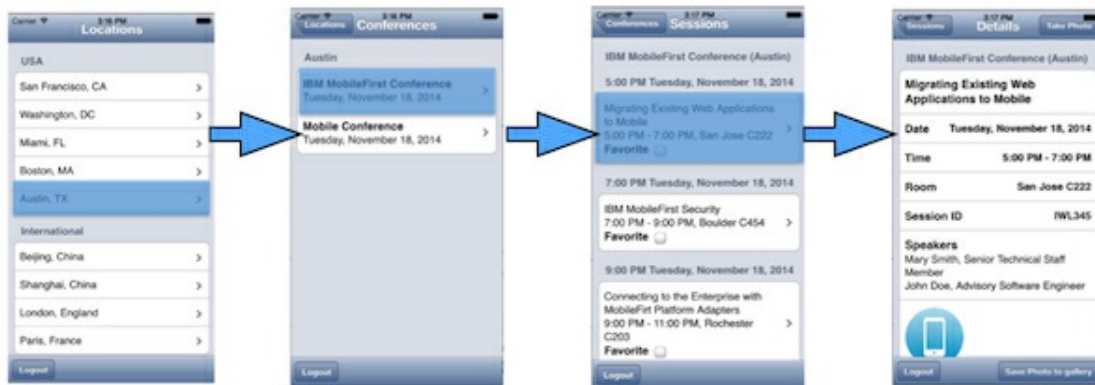 Carrier 3:16 PM
Locations
USA
San Francisco, CA
Washington, DC
Miami, FL
Boston, MA
Austin, TX
International
Beijing, China
Shanghai, China
London, England
Paris, France
Logout
Carrier 3:16 PM
Locations Conferences
Austin
IBM MobileFirst Conference
Tuesday, November 18, 2014
Mobile Conference
Tuesday, November 18, 2014
Logout
Carrier 3:17 PM
Conferences Sessions
IBM MobileFirst Conference (Austin)
5:00 PM Tuesday, November 18, 2014
Migrating Existing Web Applications
to Mobile
5:00 PM - 7:00 PM, San Jose C222
Favorite
7:00 PM Tuesday, November 18, 2014
IBM MobileFirst Security
7:00 PM - 9:00 PM, Boulder C454
Favorite
9:00 PM Tuesday, November 18, 2014
Connecting to the Enterprise with
MobileFirt Platform Adapters
9:00 PM - 11:00 PM, Rochester
C203
Favorite
Logout
Carrier 3:17 PM
Sessions Details Take Photo
IBM MobileFirst Conference (Austin)
Migrating Existing Web
Applications to Mobile
Date Tuesday, November 18, 2014
Time 5:00 PM - 7:00 PM
Room San Jose C222
Session ID IWL345
Speakers
Mary Smith, Senior Technical Staff
Member
John Doe, Advisory Software Engineer
Logout Save Photo to gallery